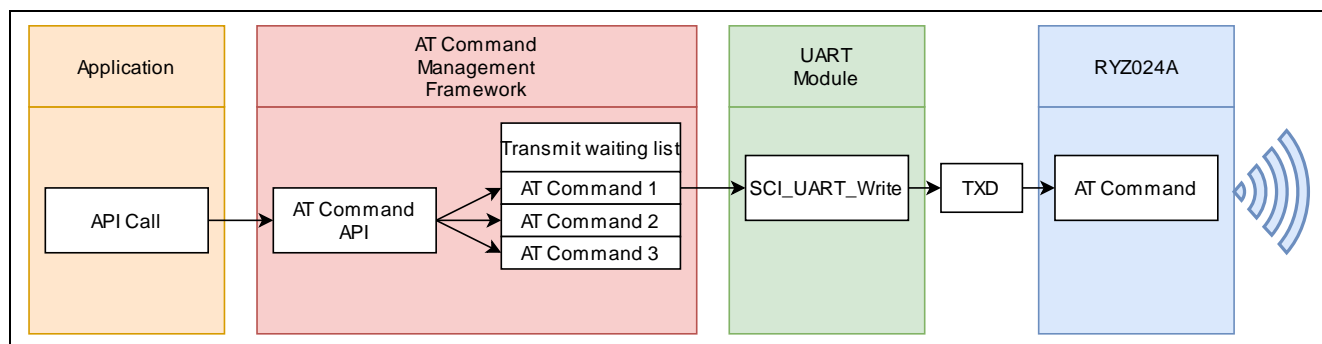 Application
AT Command
Management
Framework
UART
Module
RYZ024A
API Call
AT Command
API
Transmit waiting list
AT Command 1
AT Command 2
AT Command 3
SCI_UART_Write
TXD
AT Command